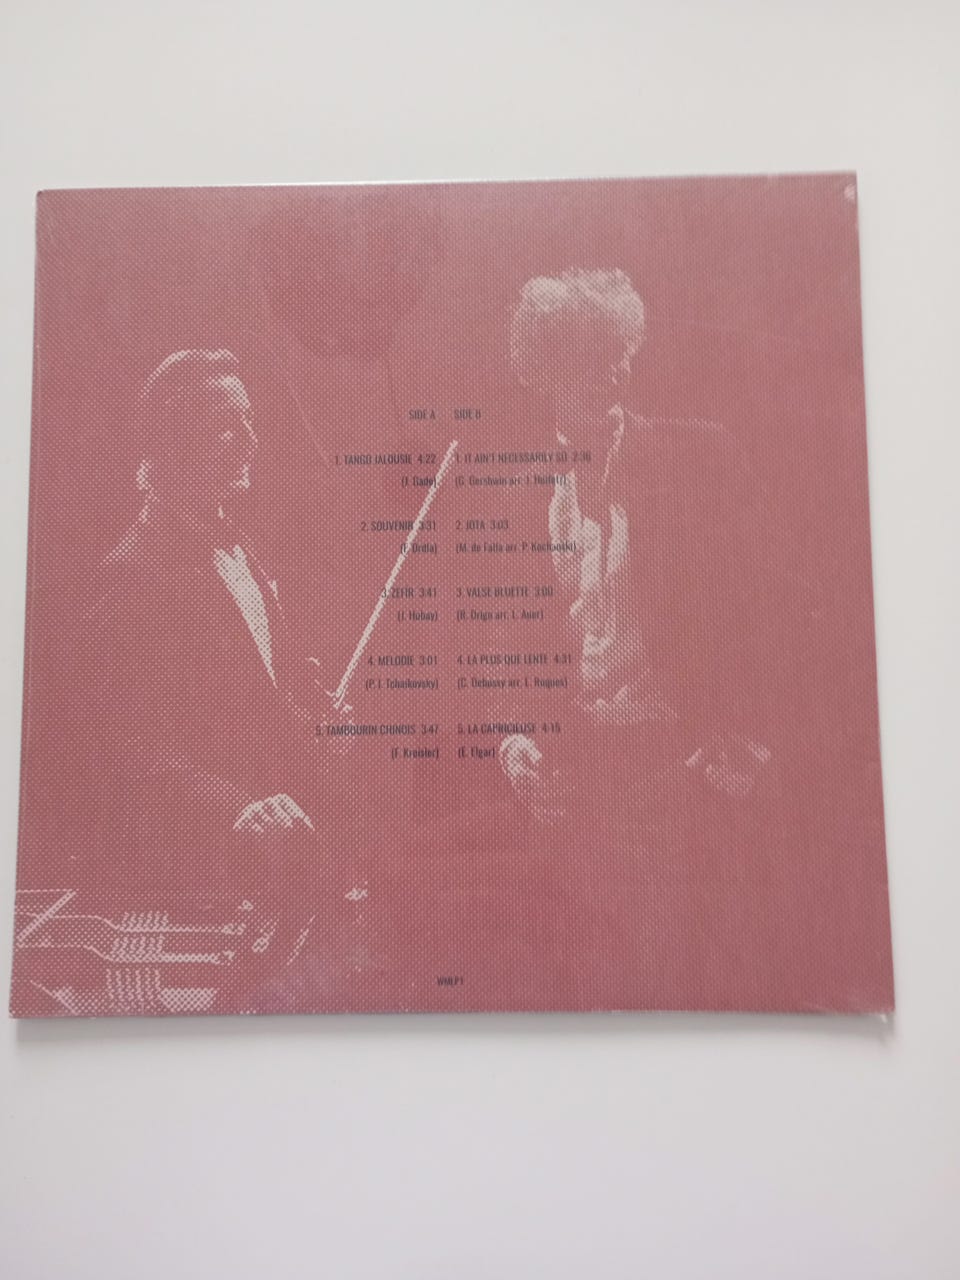 SIDE A
1. TANGO JALOUSIE 4:22
(J. Gade)
2. SOUVENIR 3:31
(F. Drdla)
3. ZEFIR 3:41
(J. Hubay)
4. MELODIE 3:01
(P. I. Tchaikovsky)
5. TAMBOURIN CHINOIS 3:47
(F. Kreisler)
SIDE B
1. IT AIN'T NECESSARILY SO 2:36
(G. Gershwin arr. J. Heifetz)
2. JOTA 3:03
(M. de Falla arr. P. Kochanski)
3. VALSE BLUETTE 3:00
(R. Drigo arr. L. Auer)
4. LA PLUS QUE LENTE 4:31
(C. Debussy arr. L. Roques)
5. LA CAPRICIEUSE 4:15
(E. Elgar)
WMLP1